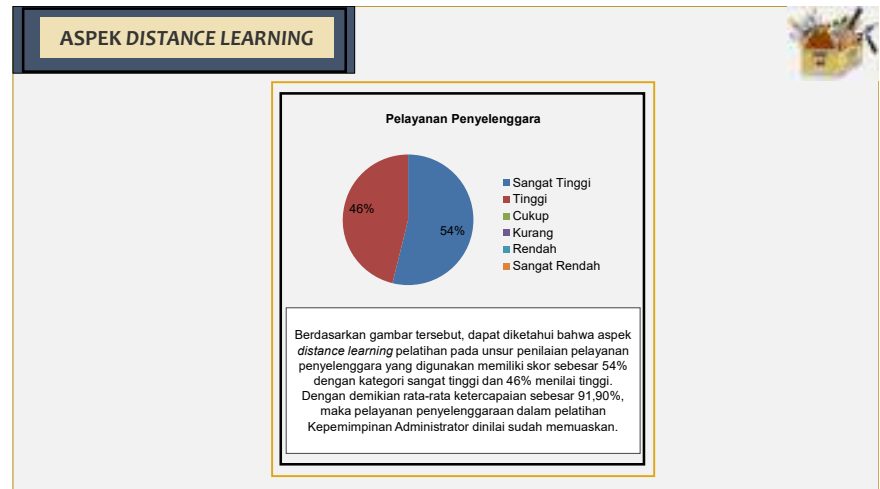 ASPEK DISTANCE LEARNING
Pelayanan Penyelenggara
46%
54%
Sangat Tinggi
Tinggi
Cukup
Kurang
Rendah
Sangat Rendah
Berdasarkan gambar tersebut, dapat diketahui bahwa aspek
distance learning pelatihan pada unsur penilaian pelayanan
penyelenggara yang digunakan memiliki skor sebesar 54%
dengan kategori sangat tinggi dan 46% menilai tinggi.
Dengan demikian rata-rata ketercapaian sebesar 91,90%,
maka pelayanan penyelenggaraan dalam pelatihan
Kepemimpinan Administrator dinilai sudah memuaskan.